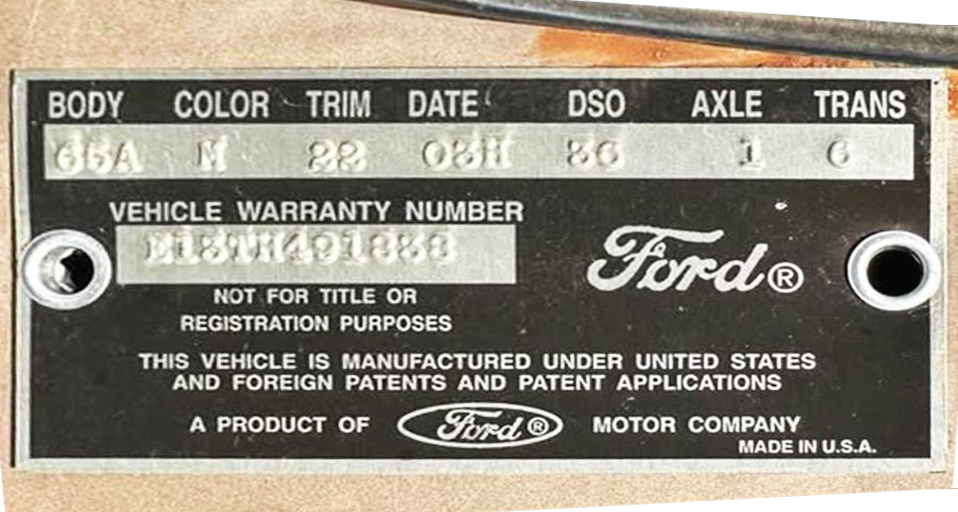 BODY COLOR TRIM DATE DSO AXLE TRANS
M 22 36 1 6
VEHICLE WARRANTY NUMBER
Ford ®
NOT FOR TITLE OR
REGISTRATION PURPOSES
THIS VEHICLE IS MANUFACTURED UNDER UNITED STATES
AND FOREIGN PATENTS AND PATENT APPLICATIONS
A PRODUCT OF Ford ® MOTOR COMPANY
MADE IN U.S.A.